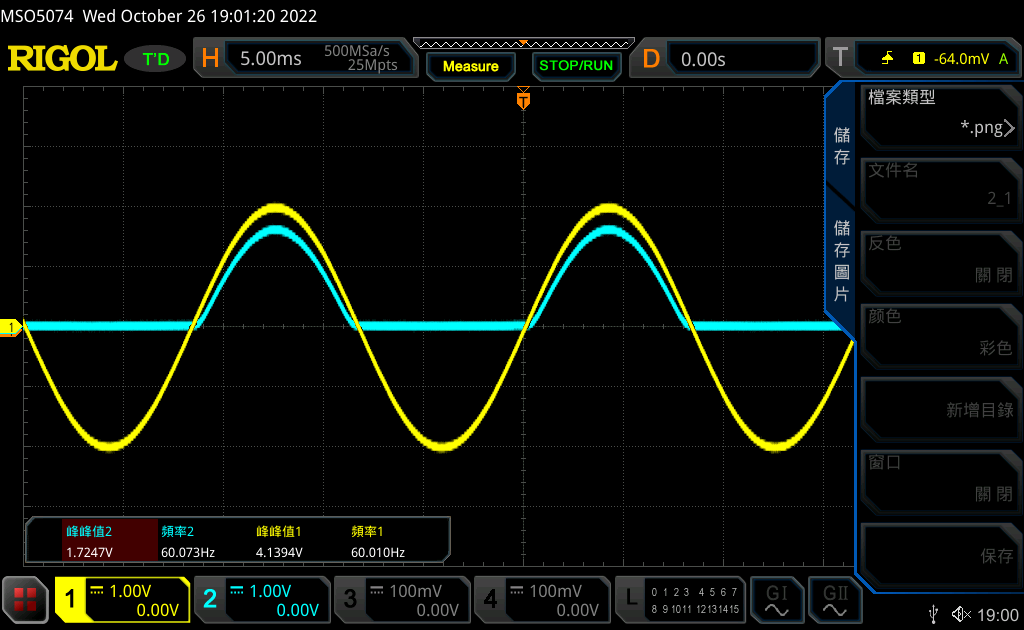 MSO5074 Wed October 26 19:01:20 2022
RIGOL T'D H 5.00ms 500MSa/s 25Mpts Measure STOP/RUN D 0.00s T 1 -64.0mV A
T
檔案類型
*.png
儲存
文件名
2_1
儲存圖片
反色
關閉
颜色
彩色
1
新增目錄
窗口
關閉
峰峰值2 頻率2 峰峰值1 頻率1
1.7247V 60.073Hz 4.1394V 60.010Hz
保存
1 1.00V 0.00V
2 1.00V 0.00V
3 100mV 0.00V
4 100mV 0.00V
L 0 1 2 3 4 5 6 7
8 9 10 11 12 13 14 15
GI
GII
19:00